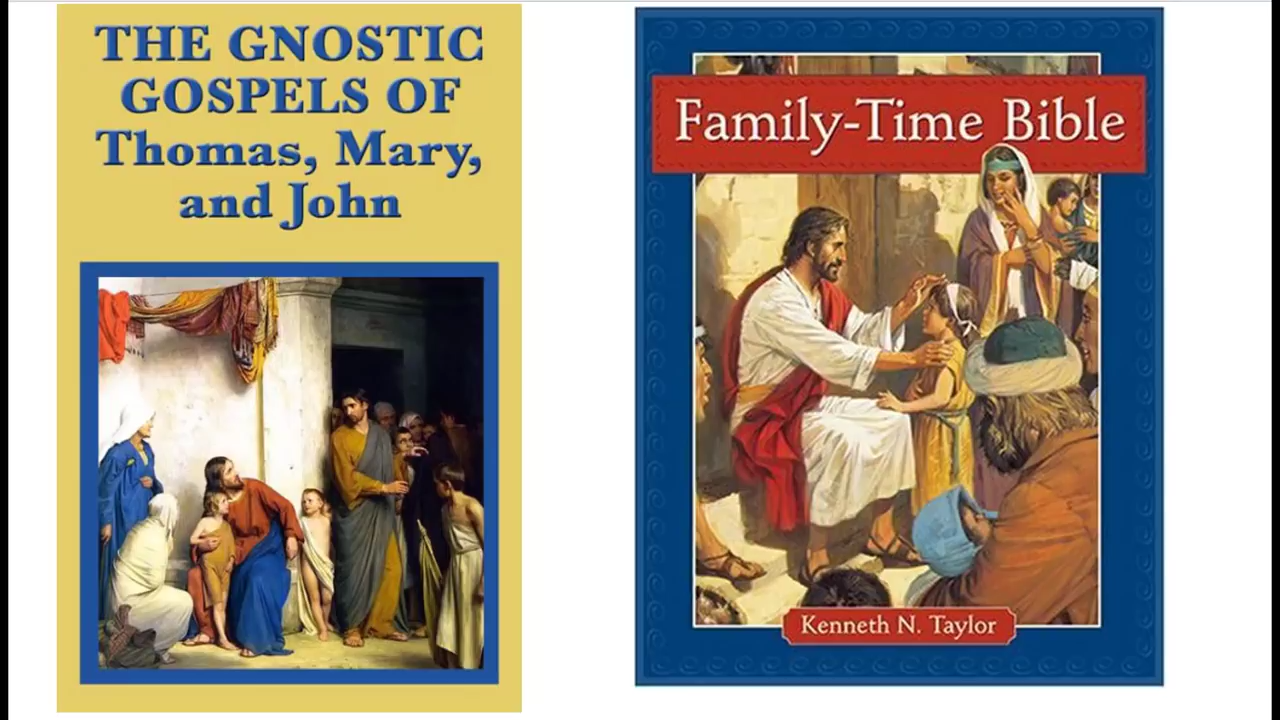 THE GNOSTIC
GOSPELS OF
Thomas, Mary,
and John
Family-Time Bible
Kenneth N. Taylor